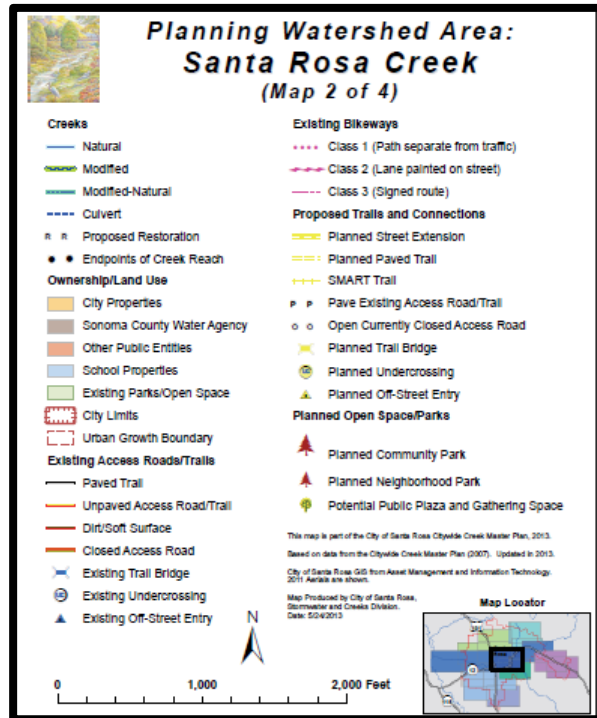 Planning Watershed Area:
Santa Rosa Creek
(Map 2 of 4)
Creeks
Natural
Modified
Modified-Natural
Culvert
R R Proposed Restoration
Endpoints of Creek Reach
Ownership/Land Use
City Properties
Sonoma County Water Agency
Other Public Entities
School Properties
Existing Parks/Open Space
City Limits
Urban Growth Boundary
Existing Access Roads/Trails
Paved Trail
Unpaved Access Road/Trail
Dirt/Soft Surface
Closed Access Road
Existing Trail Bridge
Existing Undercrossing
Existing Off-Street Entry
Existing Bikeways
Class 1 (Path separate from traffic)
Class 2 (Lane painted on street)
Class 3 (Signed route)
Proposed Trails and Connections
Planned Street Extension
Planned Paved Trail
SMART Trail
P P Pave Existing Access Road/Trail
Open Currently Closed Access Road
Planned Trail Bridge
Planned Undercrossing
Planned Off-Street Entry
Planned Open Space/Parks
Planned Community Park
Planned Neighborhood Park
Potential Public Plaza and Gathering Space
This map is part of the City of Santa Rosa Citywide Creek Master Plan, 2013.
Based on data from the Citywide Creek Master Plan (2007). Updated in 2013.
City of Santa Rosa GIS from Asset Management and Information Technology.
2011 Aerials are shown.
Map Produced by City of Santa Rosa,
Stormwater and Creeks Division.
Date: 5/24/2013
Map Locator
N
0 1,000 2,000 Feet